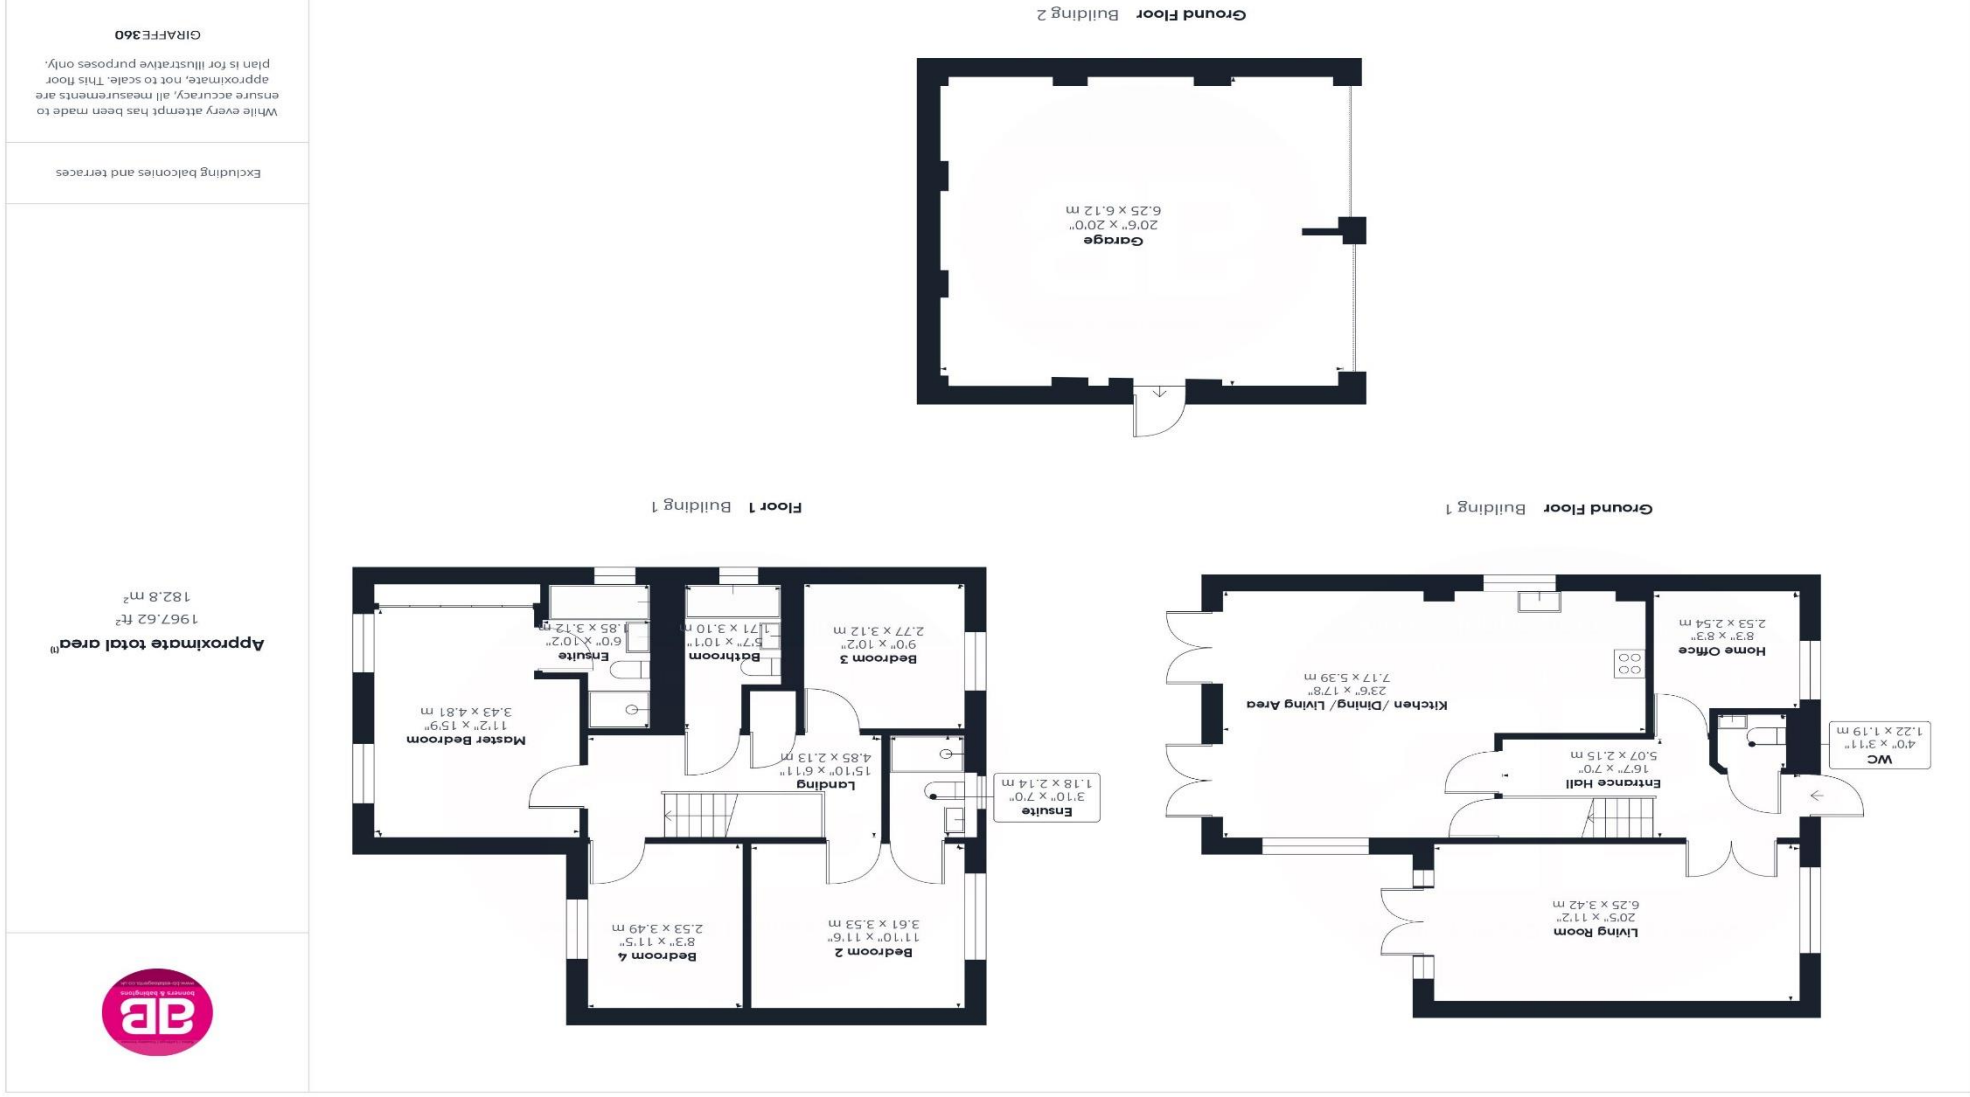 Living Room
20'5" x 11'2"
6.25 x 3.42 m
WC
4'0" x 3'11"
1.22 x 1.19 m
Entrance Hall
16'7" x 7'0"
5.07 x 2.15 m
Kitchen /Dining/ Living/ Area
23'6" x 17'8"
7.17 x 5.39 m
Home Office
8'3" x 8'3"
2.53 x 2.54 m
Ground Floor Building 1
Bedroom 2
11'10" x 11'6"
3.61 x 3.53 m
Bedroom 4
8'3" x 11'5"
2.53 x 3.49 m
Ensuite
3'10" x 7'0"
1.18 x 2.14 m
Landing
15'10" x 6'11"
4.85 x 2.13 m
Master Bedroom
11'2" x 15'9"
3.43 x 4.81 m
Bedroom 3
9'0" x 10'2"
2.77 x 3.12 m
Bathroom
5'7" x 10'1"
1.71 x 3.10 m
Ensuite
6'0" x 10'2"
1.85 x 3.12 m
Floor 1 Building 1
Garage
20'6" x 20'0"
6.25 x 6.12 m
Ground Floor Building 2
BB
bonners & babingtons
Approximate total area(1)
1967.62 ft²
182.8 m²
Excluding balconies and terraces
While every attempt has been made to
ensure accuracy, all measurements are
approximate, not to scale. This floor
plan is for illustrative purposes only.
GIRAFFE360